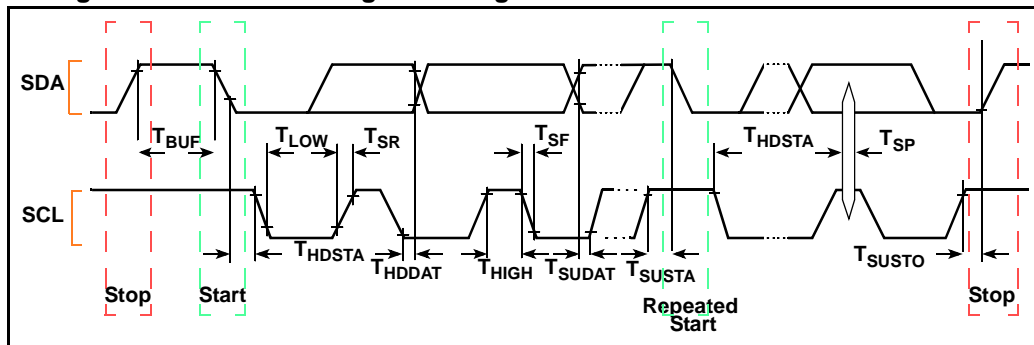 SDA
T_BUF
T_LOW
T_SR
T_SF
T_HDSTA
T_SP
SCL
T_HDSTA
T_HDDAT
T_HIGH
T_SUDAT
T_SUSTA
T_SUSTO
Stop
Start
Repeated
Start
Stop